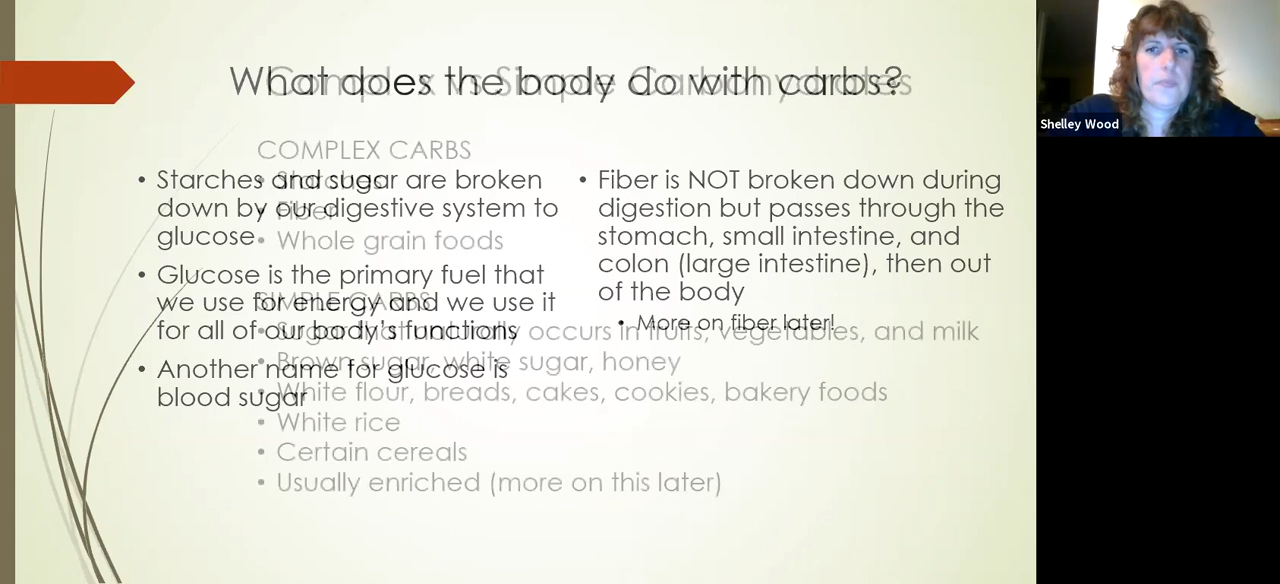 What does the body do with carbs?
Complex vs Simple Carbohydrates
• Starches and sugar are broken
down by our digestive system to
glucose
• Glucose is the primary fuel that
we use for energy and we use it
for all of our body's functions
• Another name for glucose is
blood sugar
• Fiber is NOT broken down during
digestion but passes through the
stomach, small intestine, and
colon (large intestine), then out
of the body
• More on fiber later!
COMPLEX CARBS
• Starches
• Fiber
• Whole grain foods
SIMPLE CARBS
• Sugar that naturally occurs in fruits, vegetables, and milk
• Brown sugar, white sugar, honey
• White flour, breads, cakes, cookies, bakery foods
• White rice
• Certain cereals
• Usually enriched (more on this later)
Shelley Wood